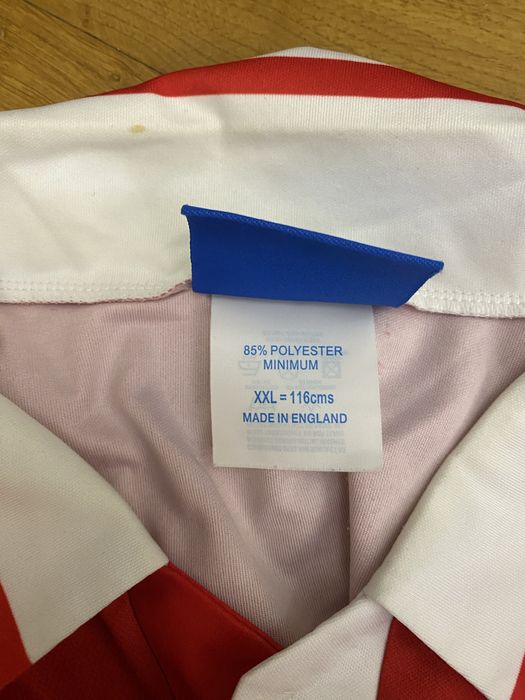 85% POLYESTER
MINIMUM
XXL = 116cms
MADE IN ENGLAND